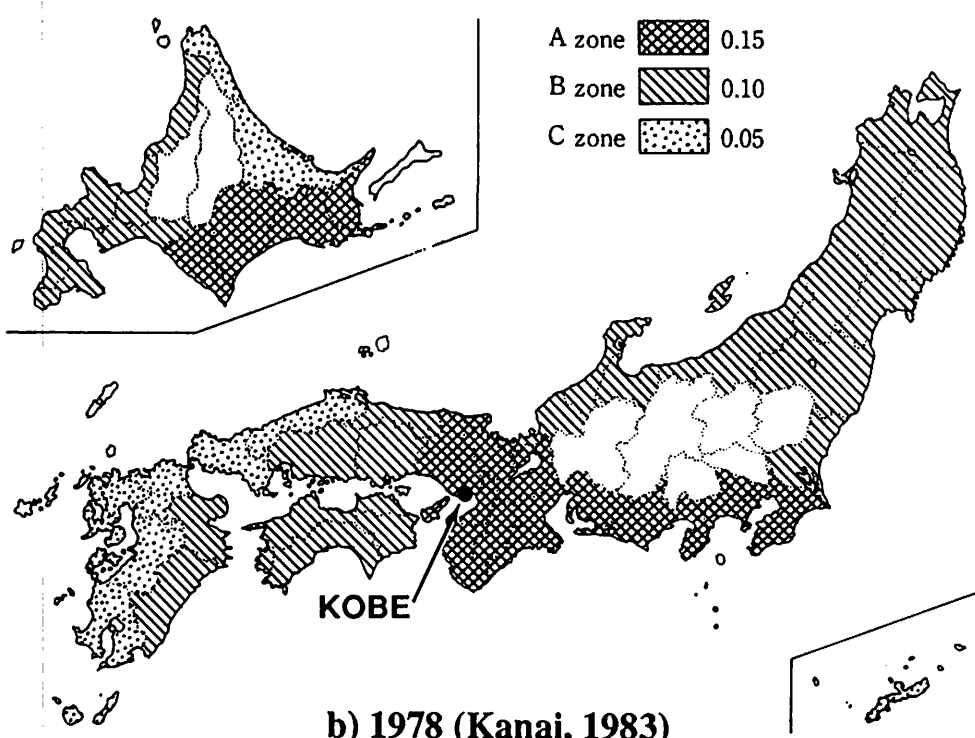 A zone 0.15
B zone 0.10
C zone 0.05
KOBE
b) 1978 (Kanai, 1983)